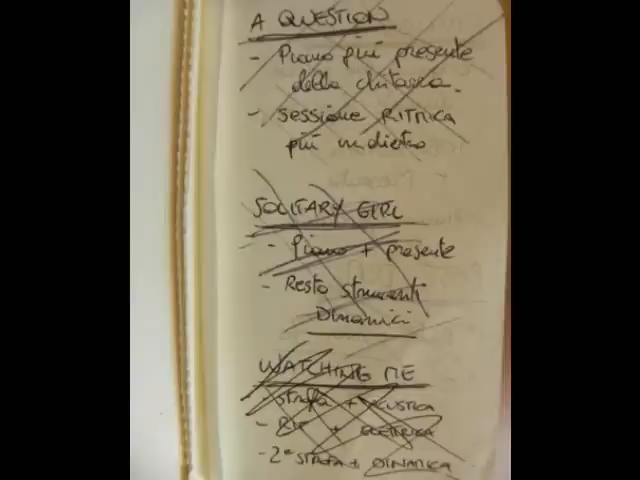 A QUESTION
- Piano più presente
della chitarra.
- SESSIONE RITMICA
più indietro
SOLITARY GIRL
- Piano + presente
- Resto strumenti
Dinamici
WATCHING ME
- strofa + acustica
- RIT + elettrica
- 2ª strofa + DINAMICA